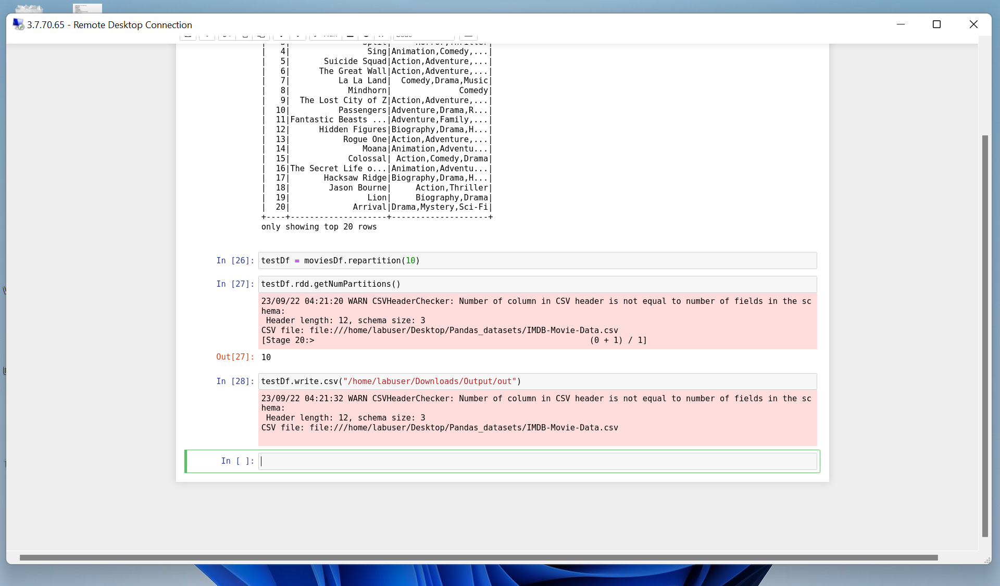 3.7.70.65 - Remote Desktop Connection
|   4|                Sing|Animation,Comedy,...|
|   5|       Suicide Squad|Action,Adventure,...|
|   6|      The Great Wall|Action,Adventure,...|
|   7|          La La Land|  Comedy,Drama,Music|
|   8|            Mindhorn|              Comedy|
|   9|  The Lost City of Z|Action,Adventure,...|
|  10|          Passengers|Adventure,Drama,R...|
|  11|Fantastic Beasts ...|Adventure,Family,...|
|  12|      Hidden Figures|Biography,Drama,H...|
|  13|           Rogue One|Action,Adventure,...|
|  14|               Moana|Animation,Adventu...|
|  15|            Colossal| Action,Comedy,Drama|
|  16|The Secret Life o...|Animation,Adventu...|
|  17|       Hacksaw Ridge|Biography,Drama,H...|
|  18|        Jason Bourne|     Action,Thriller|
|  19|                Lion|     Biography,Drama|
|  20|             Arrival|Drama,Mystery,Sci-Fi|
+----+--------------------+--------------------+
only showing top 20 rows
In [26]: testDf = moviesDf.repartition(10)
In [27]: testDf.rdd.getNumPartitions()
23/09/22 04:21:20 WARN CSVHeaderChecker: Number of column in CSV header is not equal to number of fields in the sc
hema:
 Header length: 12, schema size: 3
CSV file: file:///home/labuser/Desktop/Pandas_datasets/IMDB-Movie-Data.csv
[Stage 20:>                                                         (0 + 1) / 1]
Out[27]: 10
In [28]: testDf.write.csv("/home/labuser/Downloads/Output/out")
23/09/22 04:21:32 WARN CSVHeaderChecker: Number of column in CSV header is not equal to number of fields in the sc
hema:
 Header length: 12, schema size: 3
CSV file: file:///home/labuser/Desktop/Pandas_datasets/IMDB-Movie-Data.csv
In [ ]: